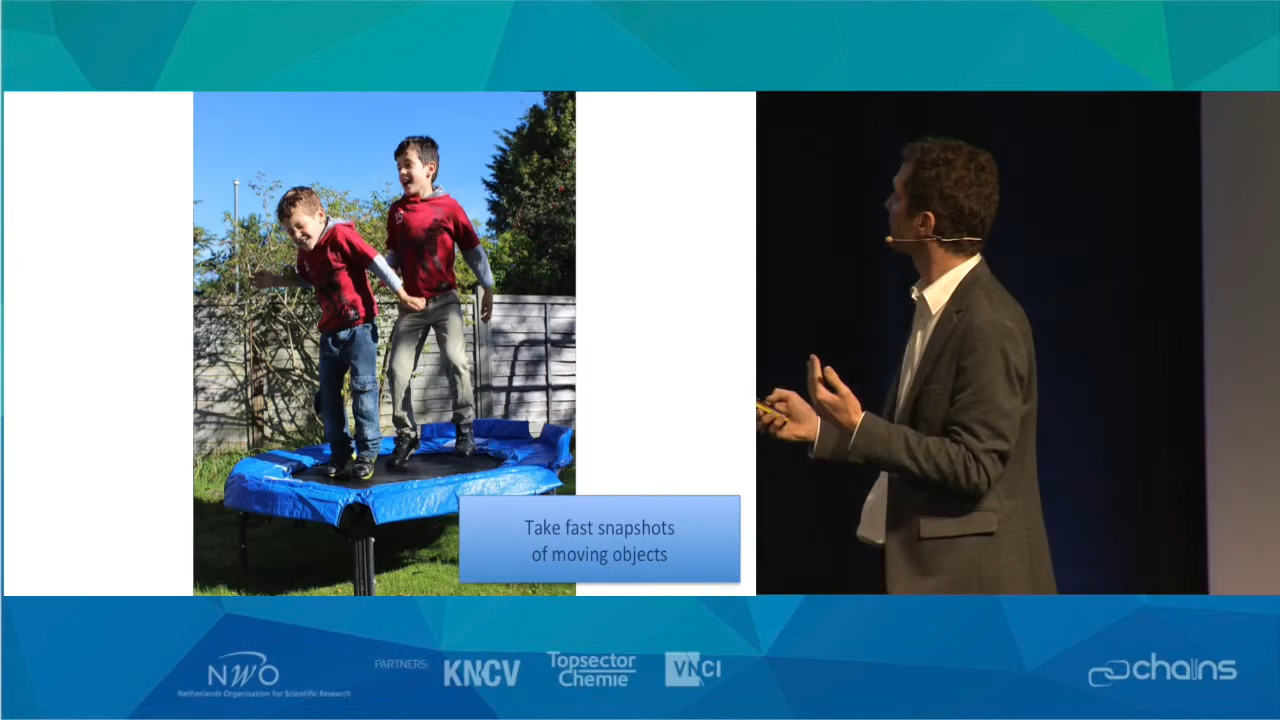 Take fast snapshots
of moving objects
NWO
Netherlands Organisation for Scientific Research
PARTNERS:
KNCV
Topsector
Chemie
VNCI
chains